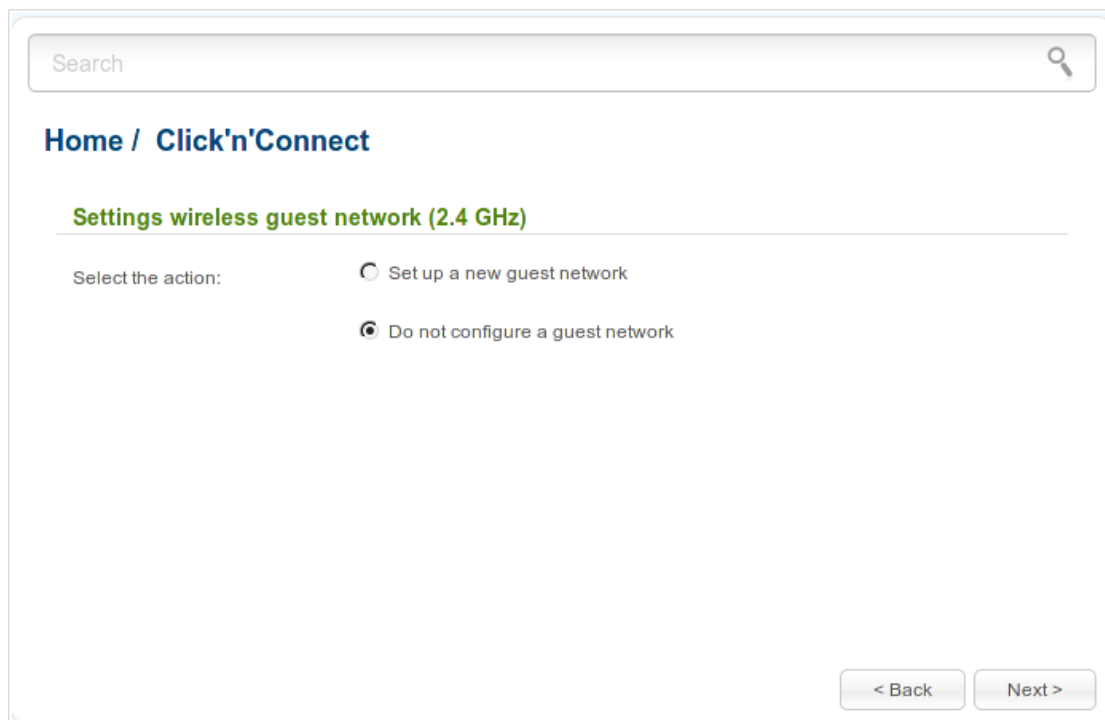 Search
Home / Click'n'Connect
Settings wireless guest network (2.4 GHz)
Select the action:
Set up a new guest network
Do not configure a guest network
< Back
Next >